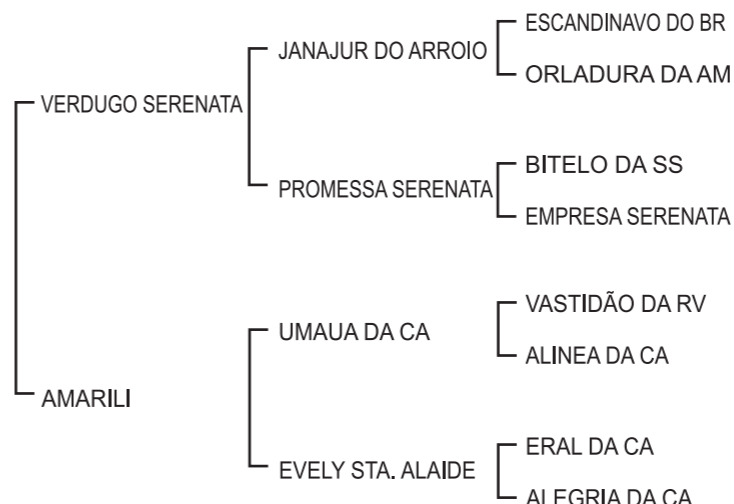 ESCANDINAVO DO BR
JANAJUR DO ARROIO
ORLADURA DA AM
VERDUGO SERENATA
BITELO DA SS
PROMESSA SERENATA
EMPRESA SERENATA
VASTIDÃO DA RV
UMAUA DA CA
ALINEA DA CA
AMARILI
ERAL DA CA
EVELY STA. ALAIDE
ALEGRIA DA CA